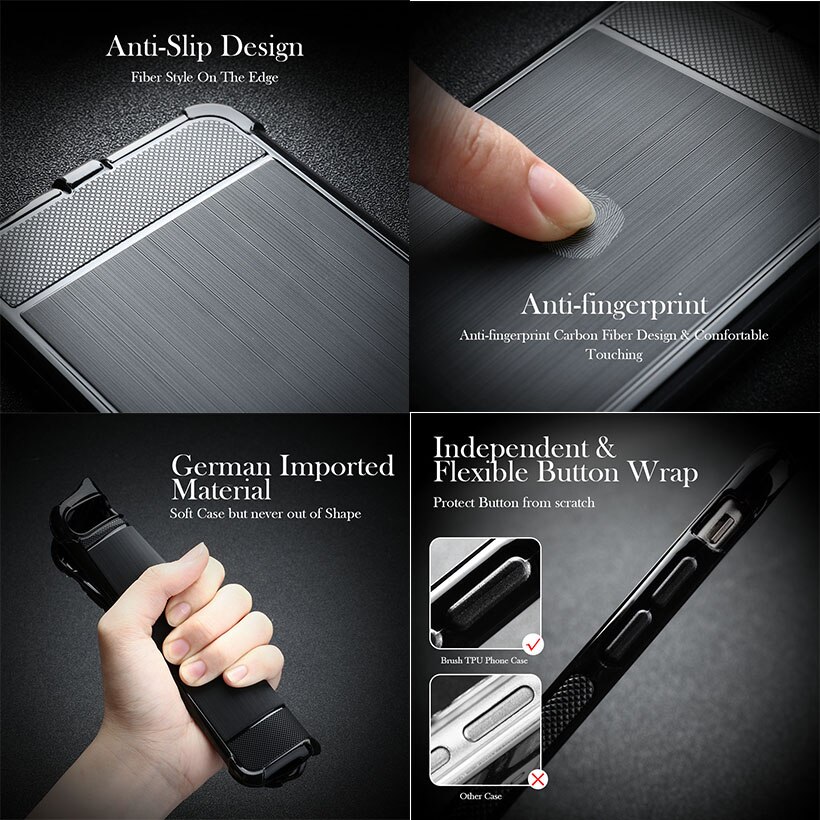 Anti-Slip Design
Fiber Style On The Edge
Anti-fingerprint
Anti-fingerprint Carbon Fiber Design & Comfortable
Touching
German Imported
Material
Soft Case but never out of Shape
Independent &
Flexible Button Wrap
Protect Button from scratch
Brush TPU Phone Case
Other Case